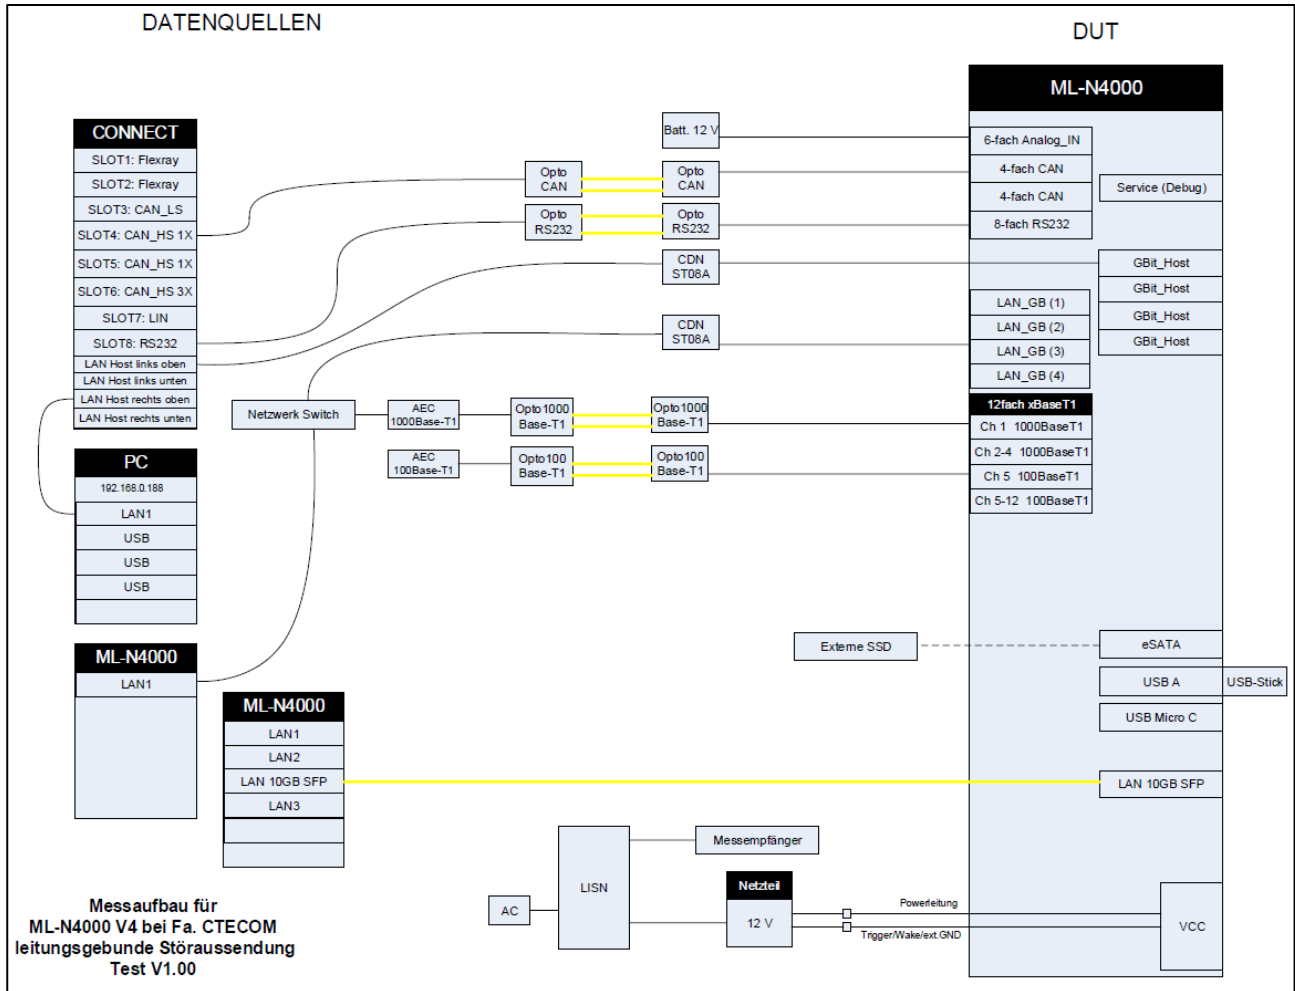 DATENQUELLEN
DUT
CONNECT
SLOT1: Flexray
SLOT2: Flexray
SLOT3: CAN_LS
SLOT4: CAN_HS 1X
SLOT5: CAN_HS 1X
SLOT6: CAN_HS 3X
SLOT7: LIN
SLOT8: RS232
LAN Host links oben
LAN Host links unten
LAN Host rechts oben
LAN Host rechts unten
PC
192.168.0.188
LAN1
USB
USB
USB
ML-N4000
LAN1
ML-N4000
LAN1
LAN2
LAN 10GB SFP
LAN3
Netzwerk Switch
AEC
1000Base-T1
AEC
100Base-T1
Opto
CAN
Opto
RS232
Opto1000
Base-T1
Opto100
Base-T1
Batt. 12 V
Opto
CAN
Opto
RS232
CDN
ST08A
CDN
ST08A
Opto1000
Base-T1
Opto100
Base-T1
ML-N4000
6-fach Analog_IN
4-fach CAN
4-fach CAN
8-fach RS232
Service (Debug)
GBit_Host
GBit_Host
GBit_Host
GBit_Host
LAN_GB (1)
LAN_GB (2)
LAN_GB (3)
LAN_GB (4)
12fach xBaseT1
Ch 1 1000BaseT1
Ch 2-4 1000BaseT1
Ch 5 100BaseT1
Ch 5-12 100BaseT1
Externe SSD
eSATA
USB A
USB-Stick
USB Micro C
LAN 10GB SFP
Messempfänger
LISN
AC
Netzteil
12 V
Powerleitung
Trigger/Wake/ext.GND
VCC
Messaufbau für
ML-N4000 V4 bei Fa. CTECOM
leitungsgebunde Störaussendung
Test V1.00